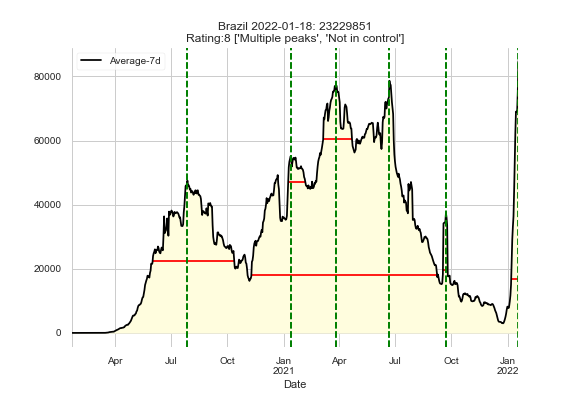 Brazil 2022-01-18: 23229851
Rating:8 ['Multiple peaks', 'Not in control']
Average-7d
80000
60000
40000
20000
0
Apr Jul Oct Jan Apr Jul Oct Jan
2021 2022
Date